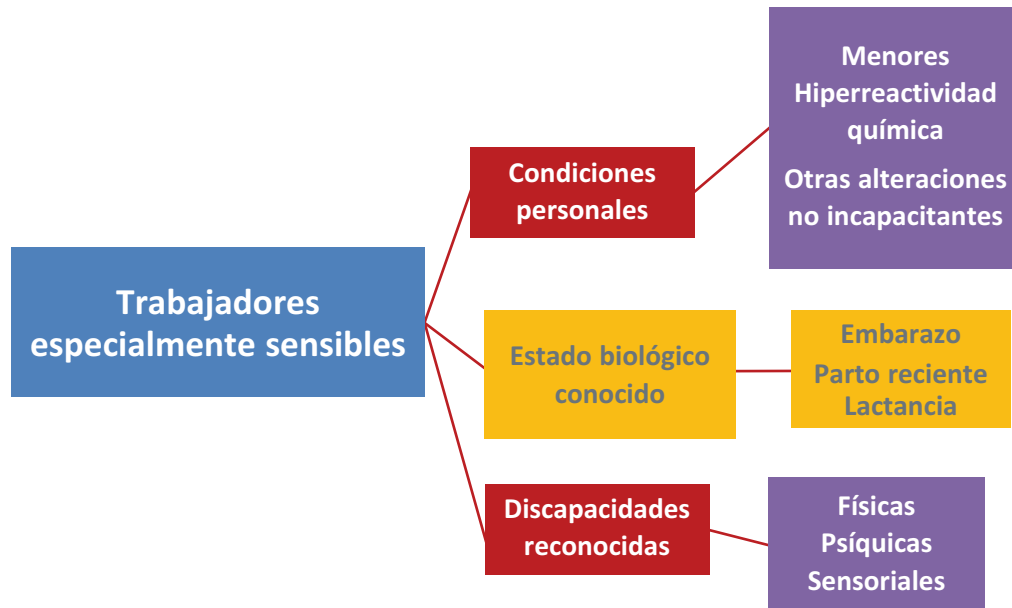 Trabajadores
especialmente sensibles
Condiciones
personales
Menores
Hiperreactividad
química
Otras alteraciones
no incapacitantes
Estado biológico
conocido
Embarazo
Parto reciente
Lactancia
Discapacidades
reconocidas
Físicas
Psíquicas
Sensoriales